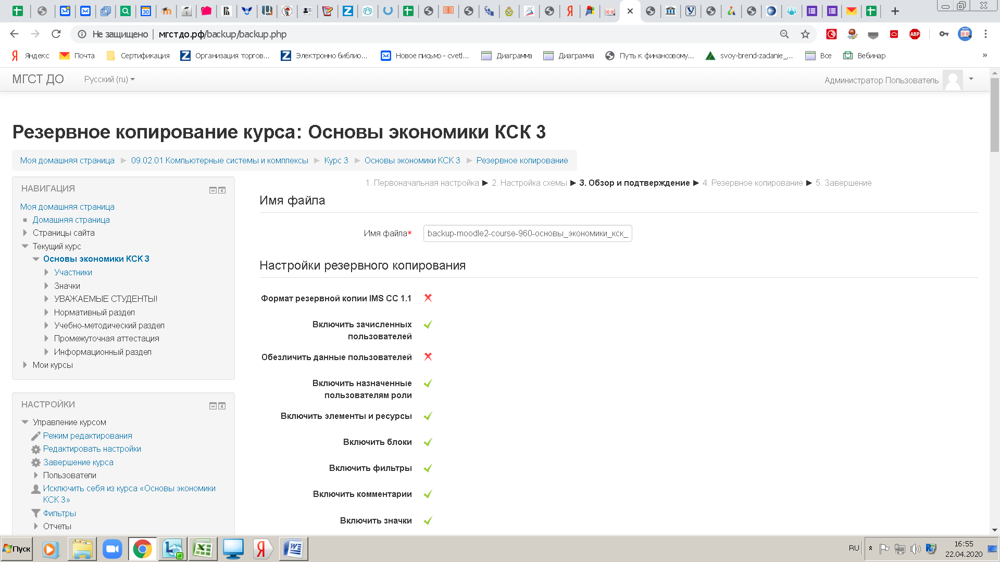 Не защищено | мгстдо.рф/backup/backup.php
Яндекс
Почта
Сертификация
Организация торгов...
Электронно библио...
Новое письмо - cvetl...
Диаграмма
Диаграмма
Путь к финансовому...
svoy-brend-zadanie_...
Все
Вебинар
»
МГСТ ДО
Русский (ru)
Администратор Пользователь
Резервное копирование курса: Основы экономики КСК 3
Моя домашняя страница ► 09.02.01 Компьютерные системы и комплексы ► Курс 3 ► Основы экономики КСК 3 ► Резервное копирование
НАВИГАЦИЯ
Моя домашняя страница
Домашняя страница
Страницы сайта
Текущий курс
Основы экономики КСК 3
Участники
Значки
УВАЖАЕМЫЕ СТУДЕНТЫ!
Нормативный раздел
Учебно-методический раздел
Промежуточная аттестация
Информационный раздел
Мои курсы
НАСТРОЙКИ
Управление курсом
Режим редактирования
Редактировать настройки
Завершение курса
Пользователи
Исключить себя из курса «Основы экономики
КСК 3»
Фильтры
Отчеты
1. Первоначальная настройка ► 2. Настройка схемы ► 3. Обзор и подтверждение ► 4. Резервное копирование ► 5. Завершение
Имя файла
Имя файла* backup-moodle2-course-960-основы_экономики_кск_
Настройки резервного копирования
Формат резервной копии IMS CC 1.1
Включить зачисленных
пользователей
Обезличить данные пользователей
Включить назначенные
пользователям роли
Включить элементы и ресурсы
Включить блоки
Включить фильтры
Включить комментарии
Включить значки
Пуск
RU
16:55
22.04.2020